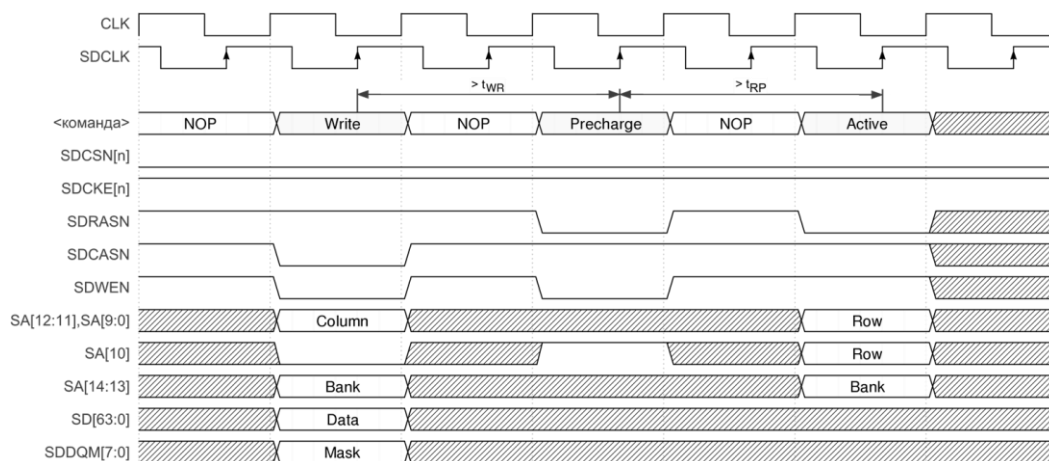 CLK
SDCLK
> tWR > tRP
<команда> NOP Write NOP Precharge NOP Active
SDCSN[n]
SDCKE[n]
SDRASN
SDCASN
SDWEN
SA[12:11],SA[9:0] Column Row
SA[10] Row
SA[14:13] Bank Bank
SD[63:0] Data
SDDQM[7:0] Mask